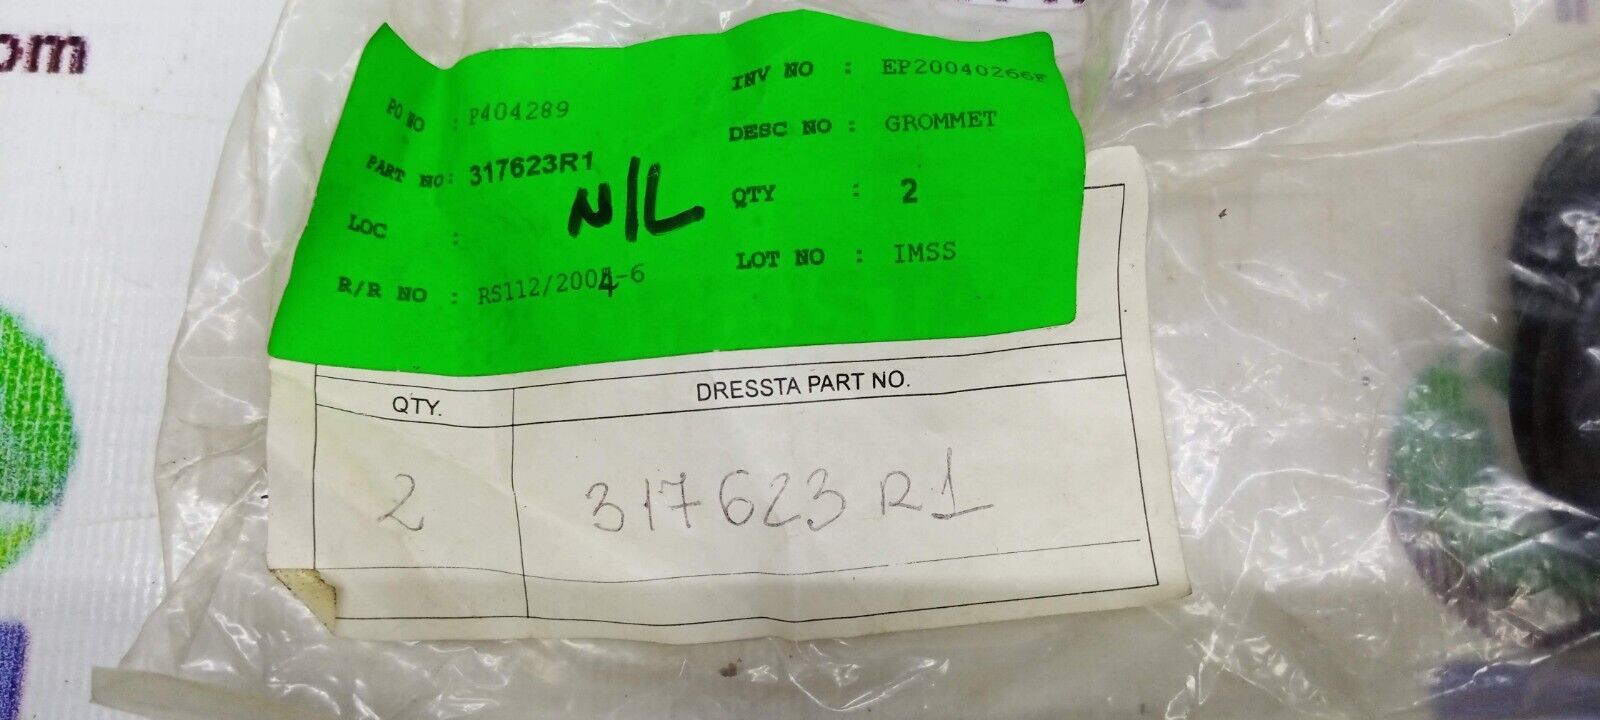 om
PO NO : P404289
INV NO : EP20040266F
PART NO: 317623R1
DESC NO : GROMMET
LOC :
N/L
QTY : 2
R/R NO : RS112/2004-6
LOT NO : IMSS
QTY. DRESSTA PART NO.
2 317623 R1